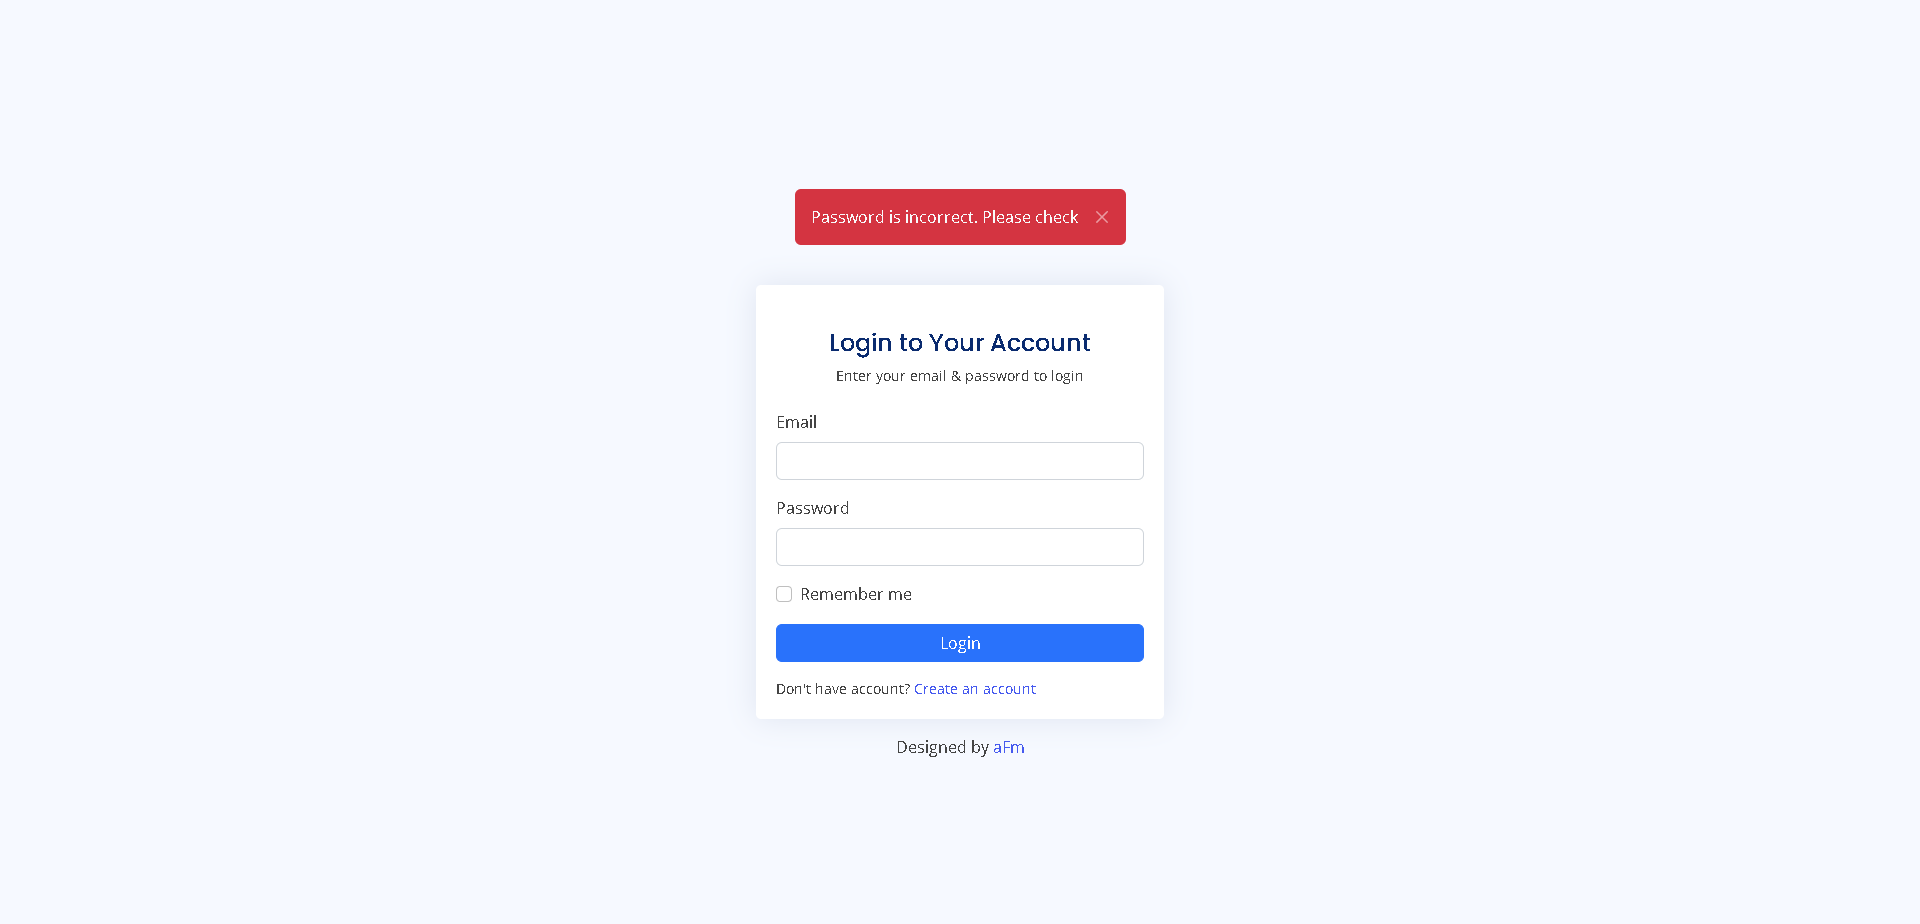 Password is incorrect. Please check
Login to Your Account
Enter your email & password to login
Email
Password
Remember me
Login
Don't have account? Create an account
Designed by aFm